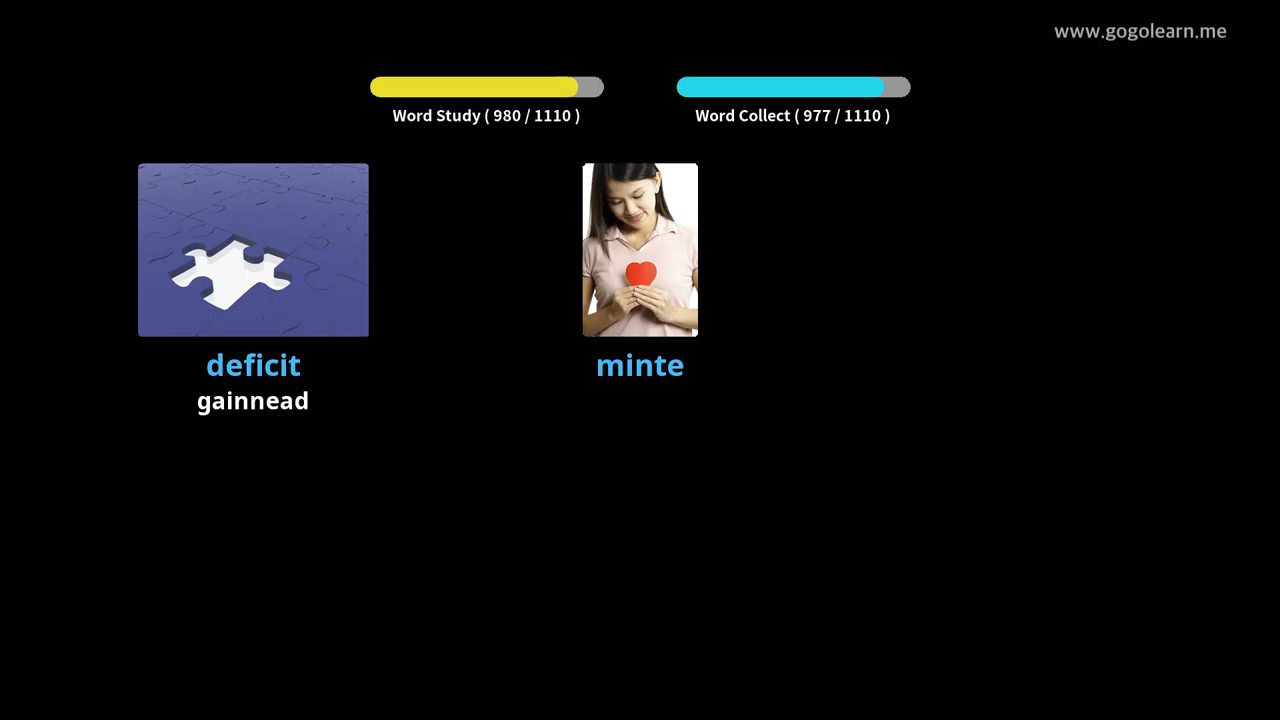 www.gogolearn.me
Word Study ( 980 / 1110 )
Word Collect ( 977 / 1110 )
deficit
minte
gainnead